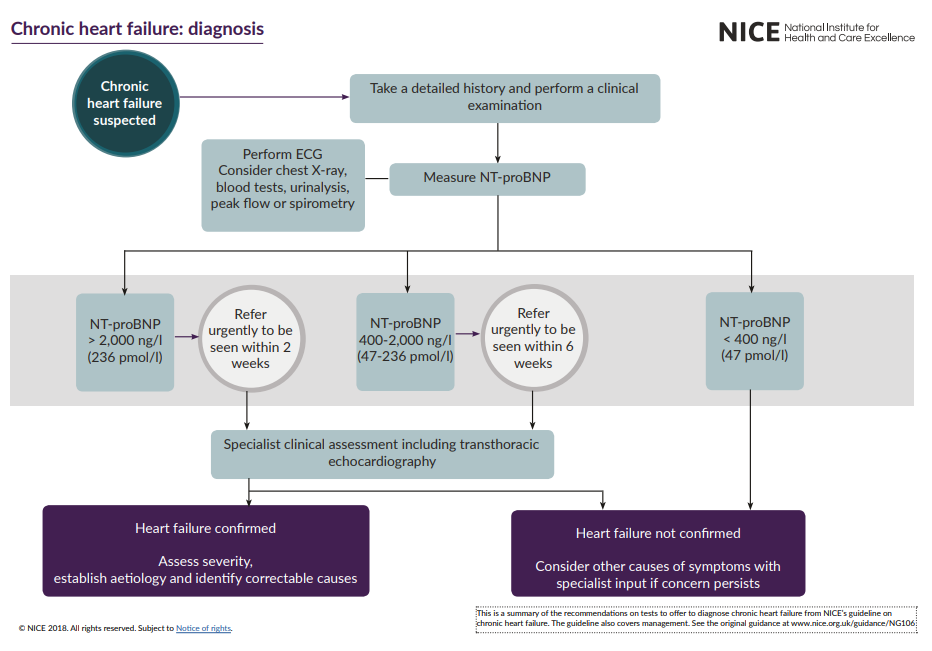 Chronic heart failure: diagnosis
NICE National Institute for
Health and Care Excellence
Chronic
heart failure
suspected
Take a detailed history and perform a clinical
examination
Perform ECG
Consider chest X-ray,
blood tests, urinalysis,
peak flow or spirometry
Measure NT-proBNP
NT-proBNP
> 2,000 ng/l
(236 pmol/l)
Refer
urgently to be
seen within 2
weeks
NT-proBNP
400-2,000 ng/l
(47-236 pmol/l)
Refer
urgently to be
seen within 6
weeks
NT-proBNP
< 400 ng/l
(47 pmol/l)
Specialist clinical assessment including transthoracic
echocardiography
Heart failure confirmed
Assess severity,
establish aetiology and identify correctable causes
Heart failure not confirmed
Consider other causes of symptoms with
specialist input if concern persists
© NICE 2018. All rights reserved. Subject to Notice of rights.
This is a summary of the recommendations on tests to offer to diagnose chronic heart failure from NICE's guideline on
chronic heart failure. The guideline also covers management. See the original guidance at www.nice.org.uk/guidance/NG106